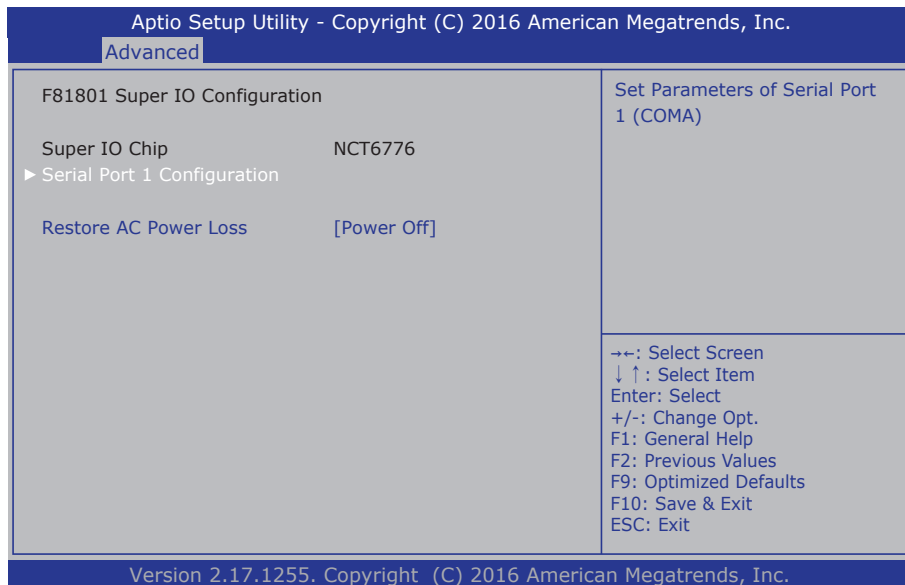 Aptio Setup Utility - Copyright (C) 2016 American Megatrends, Inc.
Advanced
F81801 Super IO Configuration
Super IO Chip NCT6776
▶ Serial Port 1 Configuration
Restore AC Power Loss [Power Off]
Set Parameters of Serial Port
1 (COMA)
→←: Select Screen
↓↑: Select Item
Enter: Select
+/-: Change Opt.
F1: General Help
F2: Previous Values
F9: Optimized Defaults
F10: Save & Exit
ESC: Exit
Version 2.17.1255. Copyright (C) 2016 American Megatrends, Inc.